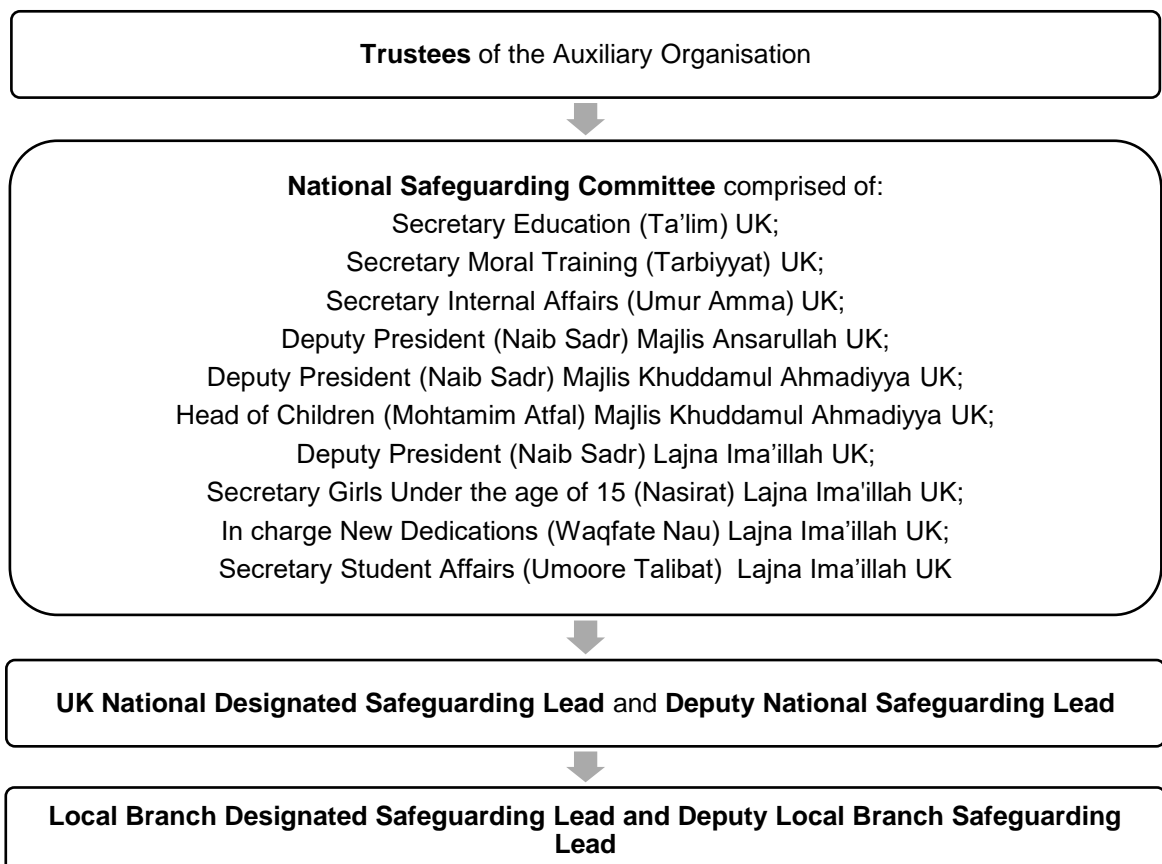 Trustees of the Auxiliary Organisation
National Safeguarding Committee comprised of:
Secretary Education (Ta’lim) UK;
Secretary Moral Training (Tarbiyyat) UK;
Secretary Internal Affairs (Umur Amma) UK;
Deputy President (Naib Sadr) Majlis Ansarullah UK;
Deputy President (Naib Sadr) Majlis Khuddamul Ahmadiyya UK;
Head of Children (Mohtamim Atfal) Majlis Khuddamul Ahmadiyya UK;
Deputy President (Naib Sadr) Lajna Ima’illah UK;
Secretary Girls Under the age of 15 (Nasirat) Lajna Ima'illah UK;
In charge New Dedications (Waqfate Nau) Lajna Ima’illah UK;
Secretary Student Affairs (Umoore Talibat) Lajna Ima’illah UK
UK National Designated Safeguarding Lead and Deputy National Safeguarding Lead
Local Branch Designated Safeguarding Lead and Deputy Local Branch Safeguarding
Lead